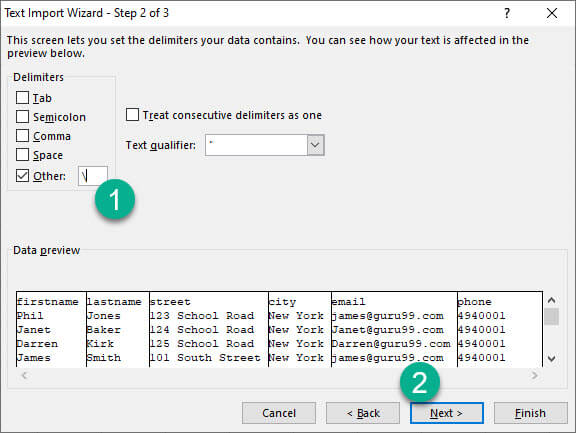 Text Import Wizard - Step 2 of 3 ? ×
This screen lets you set the delimiters your data contains.  You can see how your text is affected in the
preview below.
Delimiters
Tab
Semicolon
Comma
Space
Other: \
1
Treat consecutive delimiters as one
Text qualifier: "
Data preview
firstname lastname street city email phone
Phil Jones 123 School Road New York james@guru99.com 4940001
Janet Baker 124 School Road New York Janet@guru99.com 4940001
Darren Kirk 125 School Road New York Darren@guru99.com 4940001
James Smith 101 South Street New York james@guru99.com 4940001
2
Cancel < Back Next > Finish